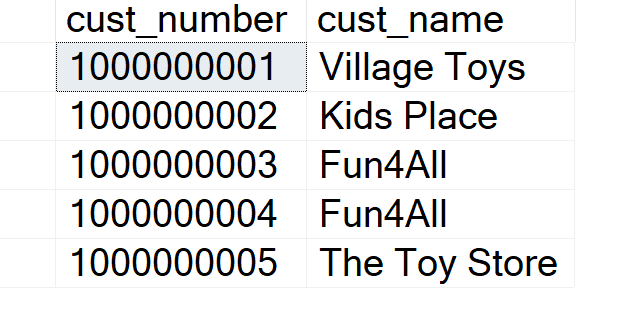 cust_number cust_name
1000000001 Village Toys
1000000002 Kids Place
1000000003 Fun4All
1000000004 Fun4All
1000000005 The Toy Store